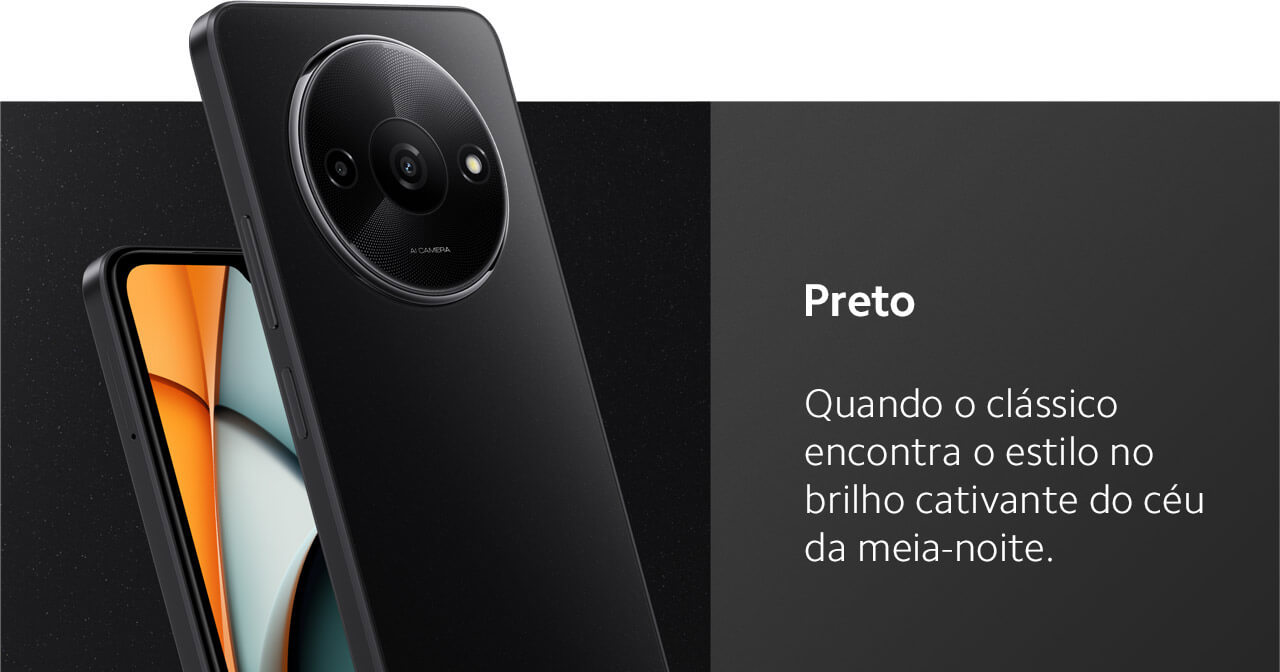 AI CAMERA
Preto
Quando o clássico
encontra o estilo no
brilho cativante do céu
da meia-noite.